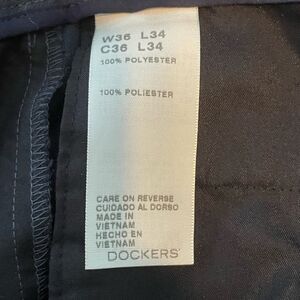 W36 L34
C36 L34
100% POLYESTER
100% POLIESTER
CARE ON REVERSE
CUIDADO AL DORSO
MADE IN
VIETNAM
HECHO EN
VIETNAM
DOCKERS®